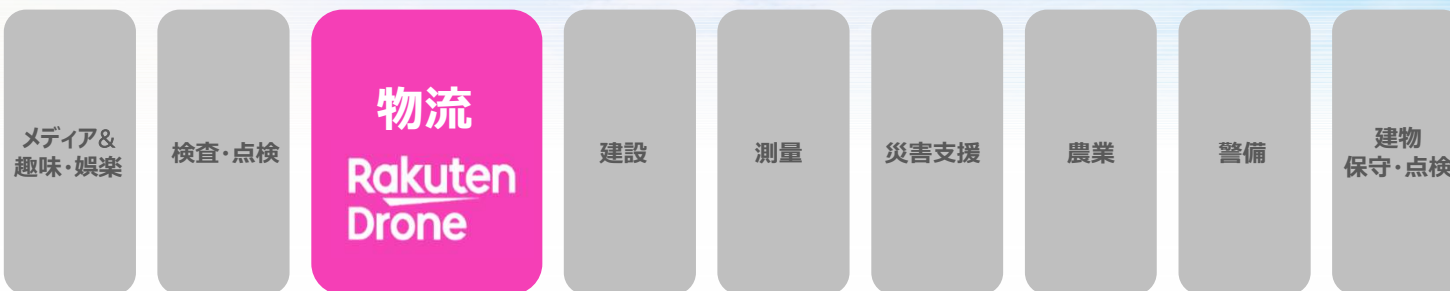 メディア&
趣味・娯楽
検査・点検
物流
Rakuten
Drone
建設
測量
災害支援
農業
警備
建物
保守・点検